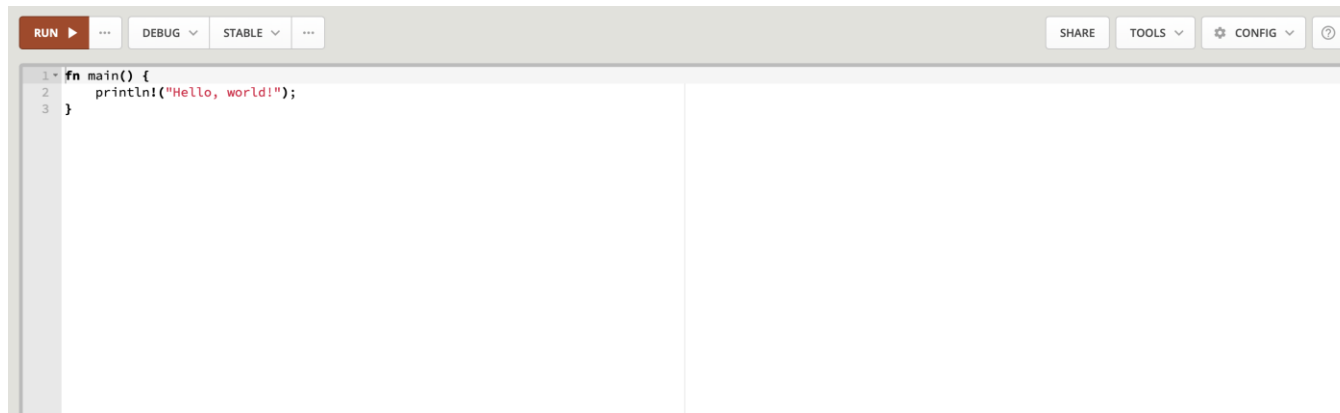 RUN ... DEBUG STABLE ... SHARE TOOLS CONFIG ?
1 fn main() {
2     println!("Hello, world!");
3 }